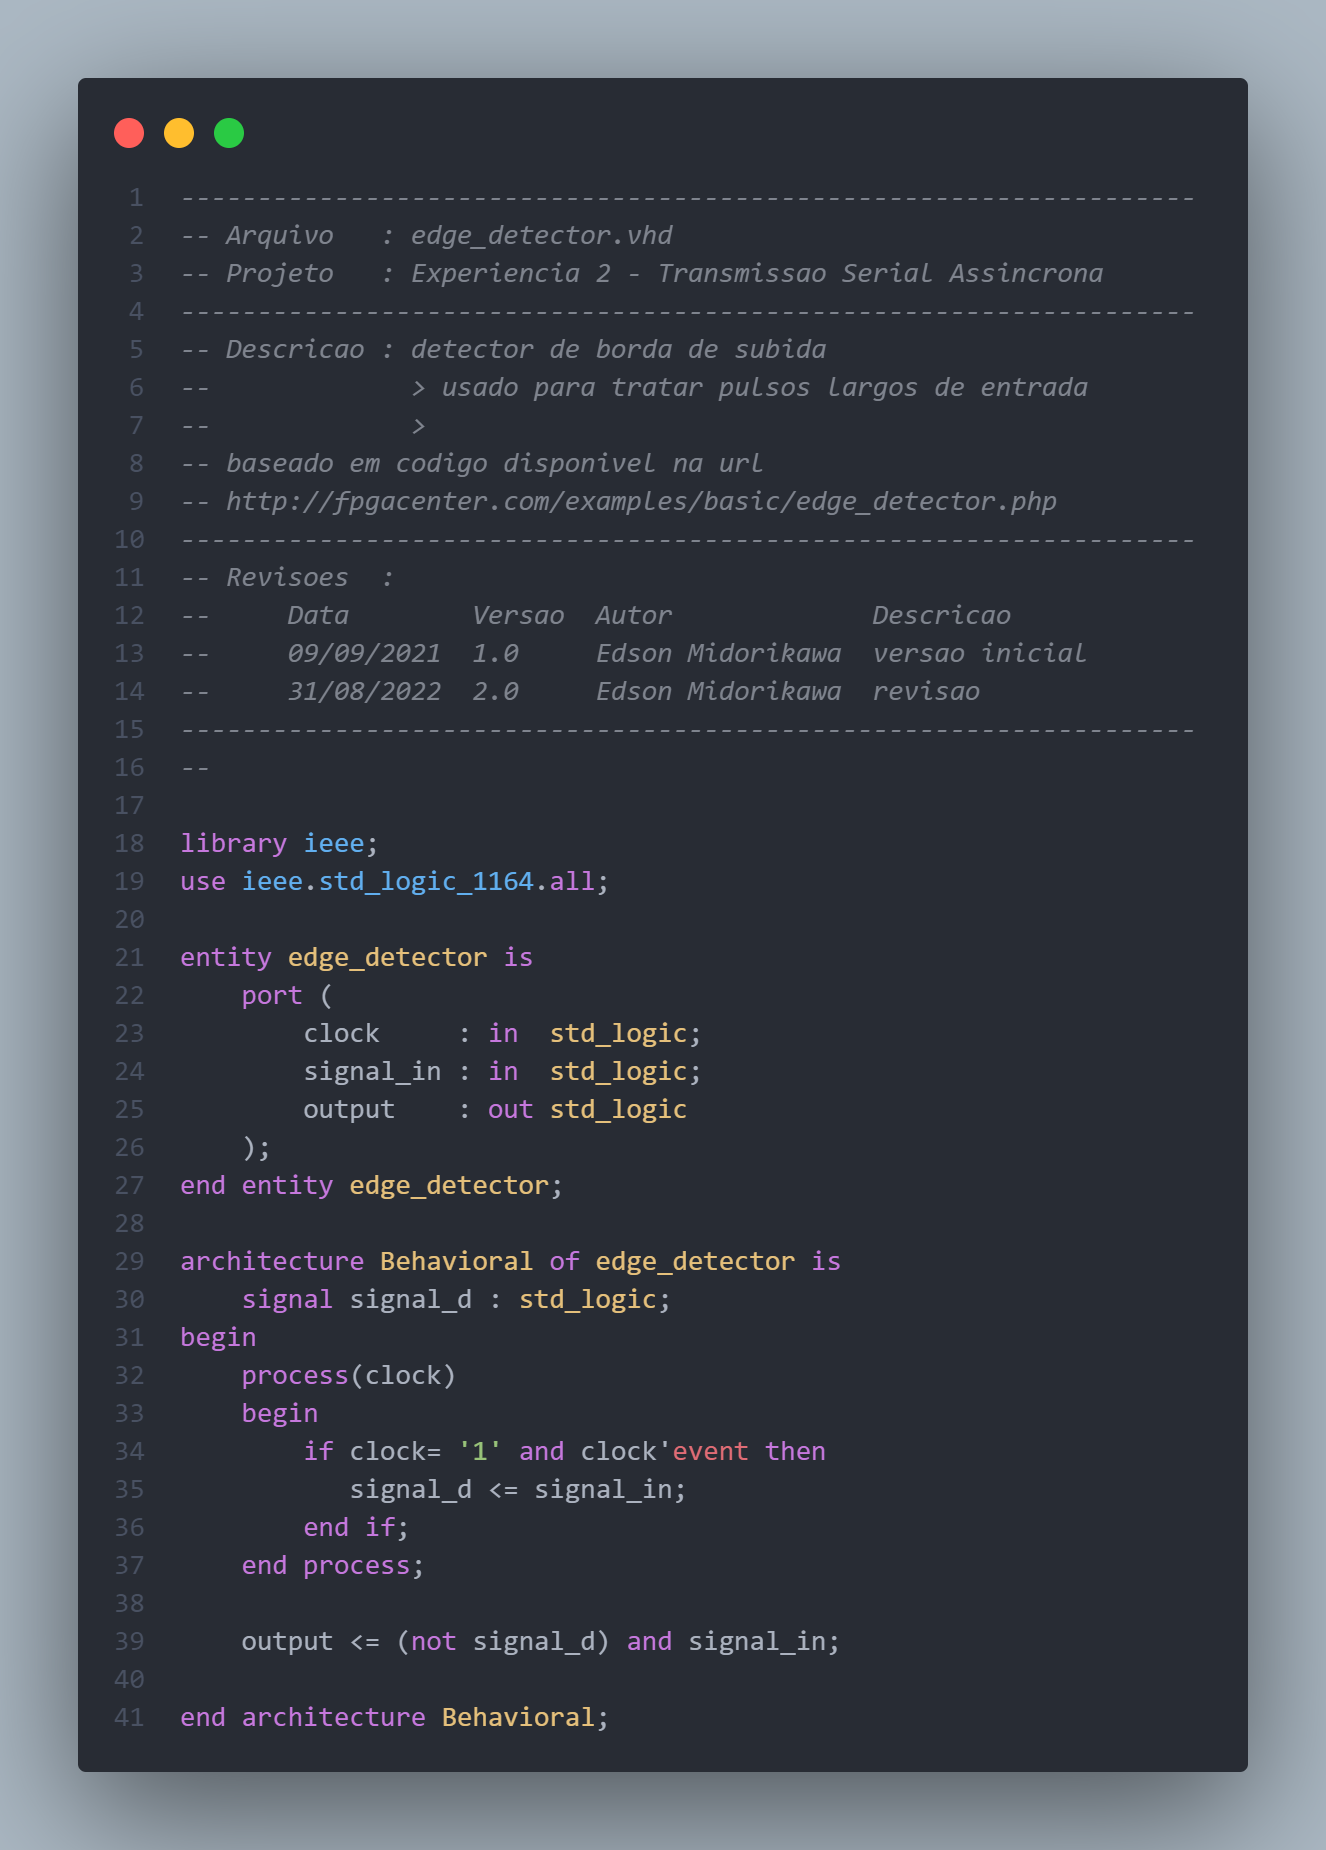 1 ------------------------------------------------------------------
2 -- Arquivo   : edge_detector.vhd
3 -- Projeto   : Experiencia 2 - Transmissao Serial Assincrona
4 ------------------------------------------------------------------
5 -- Descricao : detector de borda de subida
6 --             > usado para tratar pulsos largos de entrada
7 --             >
8 -- baseado em codigo disponivel na url
9 -- http://fpgacenter.com/examples/basic/edge_detector.php
10 ------------------------------------------------------------------
11 -- Revisoes  :
12 --     Data        Versao  Autor             Descricao
13 --     09/09/2021  1.0     Edson Midorikawa  versao inicial
14 --     31/08/2022  2.0     Edson Midorikawa  revisao
15 ------------------------------------------------------------------
16 --
17
18 library ieee;
19 use ieee.std_logic_1164.all;
20
21 entity edge_detector is
22     port (
23         clock     : in  std_logic;
24         signal_in : in  std_logic;
25         output    : out std_logic
26     );
27 end entity edge_detector;
28
29 architecture Behavioral of edge_detector is
30     signal signal_d : std_logic;
31 begin
32     process(clock)
33     begin
34         if clock= '1' and clock'event then
35            signal_d <= signal_in;
36         end if;
37     end process;
38
39     output <= (not signal_d) and signal_in;
40
41 end architecture Behavioral;